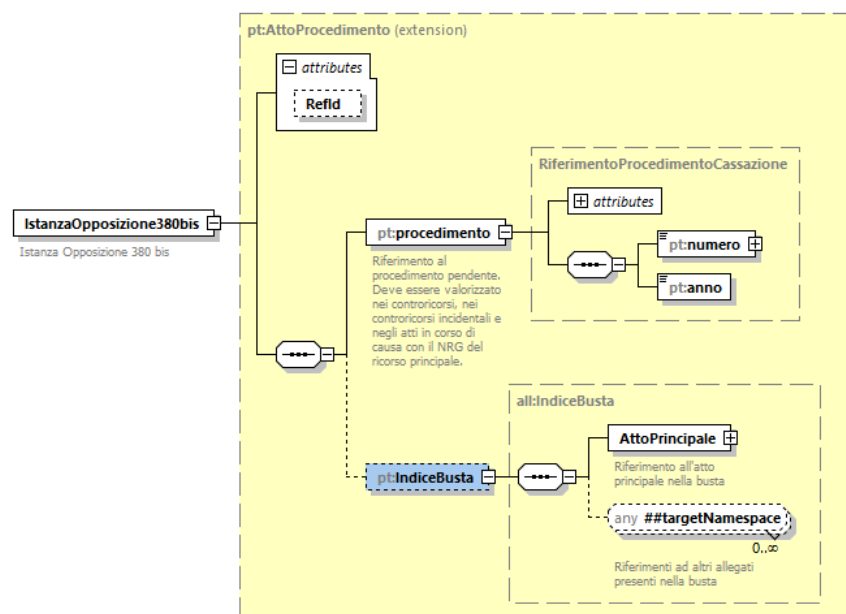 pt:AttoProcedimento (extension)
attributes
RefId
RiferimentoProcedimentoCassazione
attributes
IstanzaOpposizione380bis
Istanza Opposizione 380 bis
pt:procedimento
pt:numero
pt:anno
Riferimento al
procedimento pendente.
Deve essere valorizzato
nei controricorsi, nei
controricorsi incidentali e
negli atti in corso di
causa con il NRG del
ricorso principale.
all:IndiceBusta
AttoPrincipale
Riferimento all'atto
principale nella busta
pt:IndiceBusta
any ##targetNamespace
0..∞
Riferimenti ad altri allegati
presenti nella busta